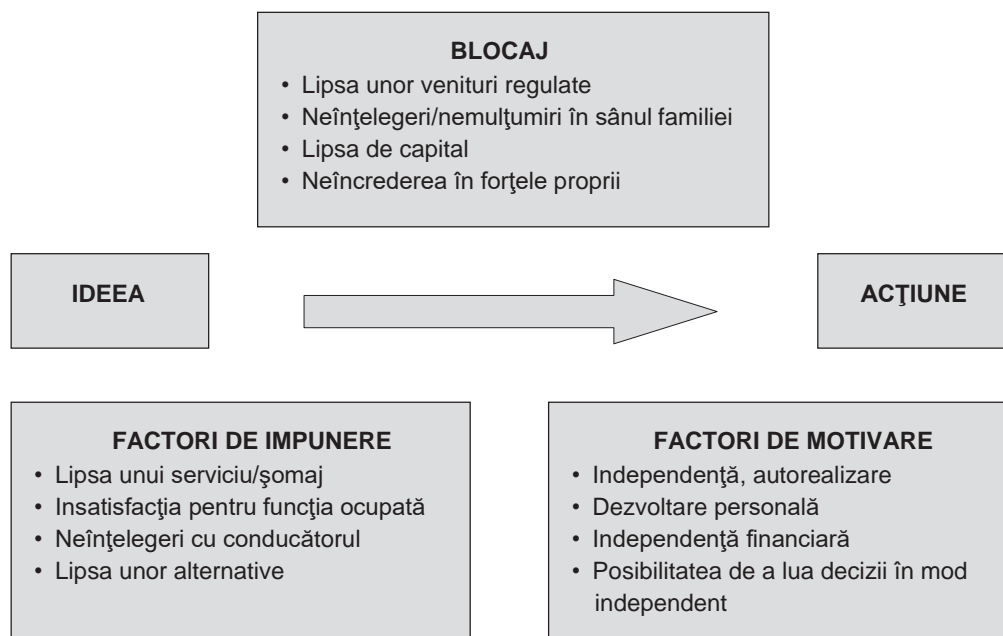 BLOCAJ
• Lipsa unor venituri regulate
• Neînţelegeri/nemulţumiri în sânul familiei
• Lipsa de capital
• Neîncrederea în forţele proprii
IDEEA
ACŢIUNE
FACTORI DE IMPUNERE
• Lipsa unui serviciu/şomaj
• Insatisfacţia pentru funcţia ocupată
• Neînţelegeri cu conducătorul
• Lipsa unor alternative
FACTORI DE MOTIVARE
• Independenţă, autorealizare
• Dezvoltare personală
• Independenţă financiară
• Posibilitatea de a lua decizii în mod
independent